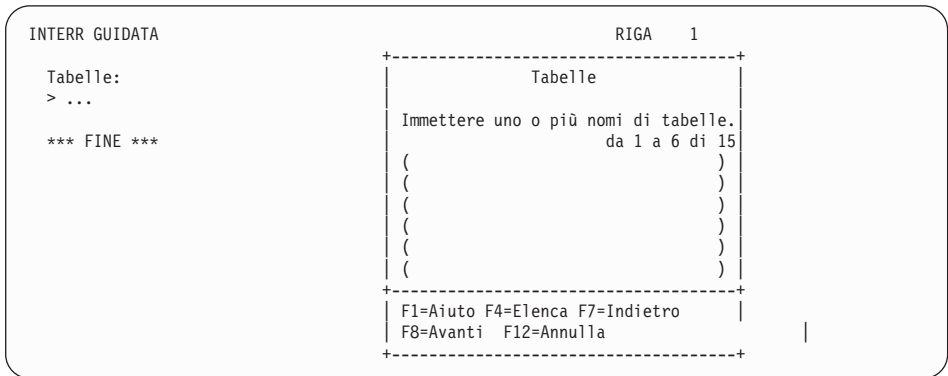 INTERR GUIDATA RIGA 1
+-------------------------------------+
Tabelle: | Tabelle |
> ... | |
| Immettere uno o più nomi di tabelle.|
*** FINE *** | da 1 a 6 di 15|
| ( ) |
| ( ) |
| ( ) |
| ( ) |
| ( ) |
| ( ) |
+-------------------------------------+
| F1=Aiuto F4=Elenca F7=Indietro |
| F8=Avanti F12=Annulla |
+-------------------------------------+